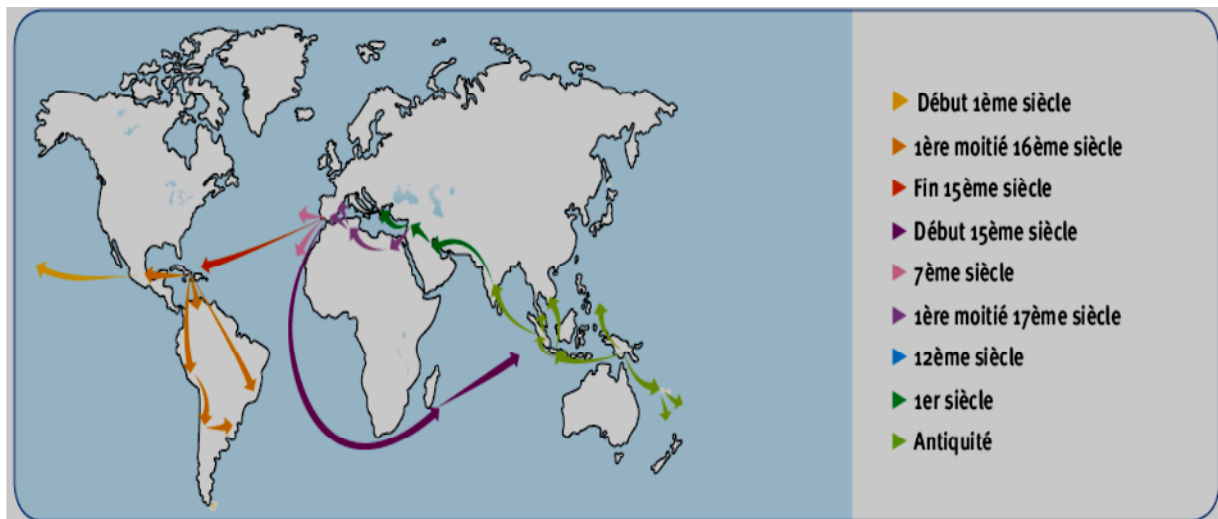 Début 1ème siècle
1ère moitié 16ème siècle
Fin 15ème siècle
Début 15ème siècle
7ème siècle
1ère moitié 17ème siècle
12ème siècle
1er siècle
Antiquité